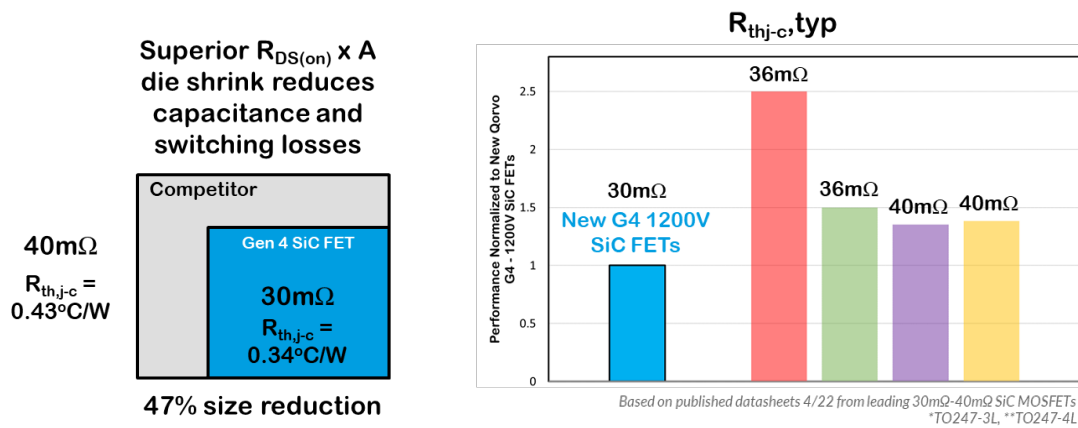 Superior RDS(on) x A
die shrink reduces
capacitance and
switching losses
Competitor
Gen 4 SiC FET
40mΩ
Rth,j-c =
0.43ºC/W
30mΩ
Rth,j-c =
0.34ºC/W
47% size reduction
Rthj-c,typ
Performance Normalized to New Qorvo
G4 - 1200V SiC FETs
2.5
2
1.5
1
0.5
0
30mΩ
New G4 1200V
SiC FETs
36mΩ
36mΩ
40mΩ
40mΩ
Based on published datasheets 4/22 from leading 30mΩ-40mΩ SiC MOSFETs
*TO247-3L, **TO247-4L